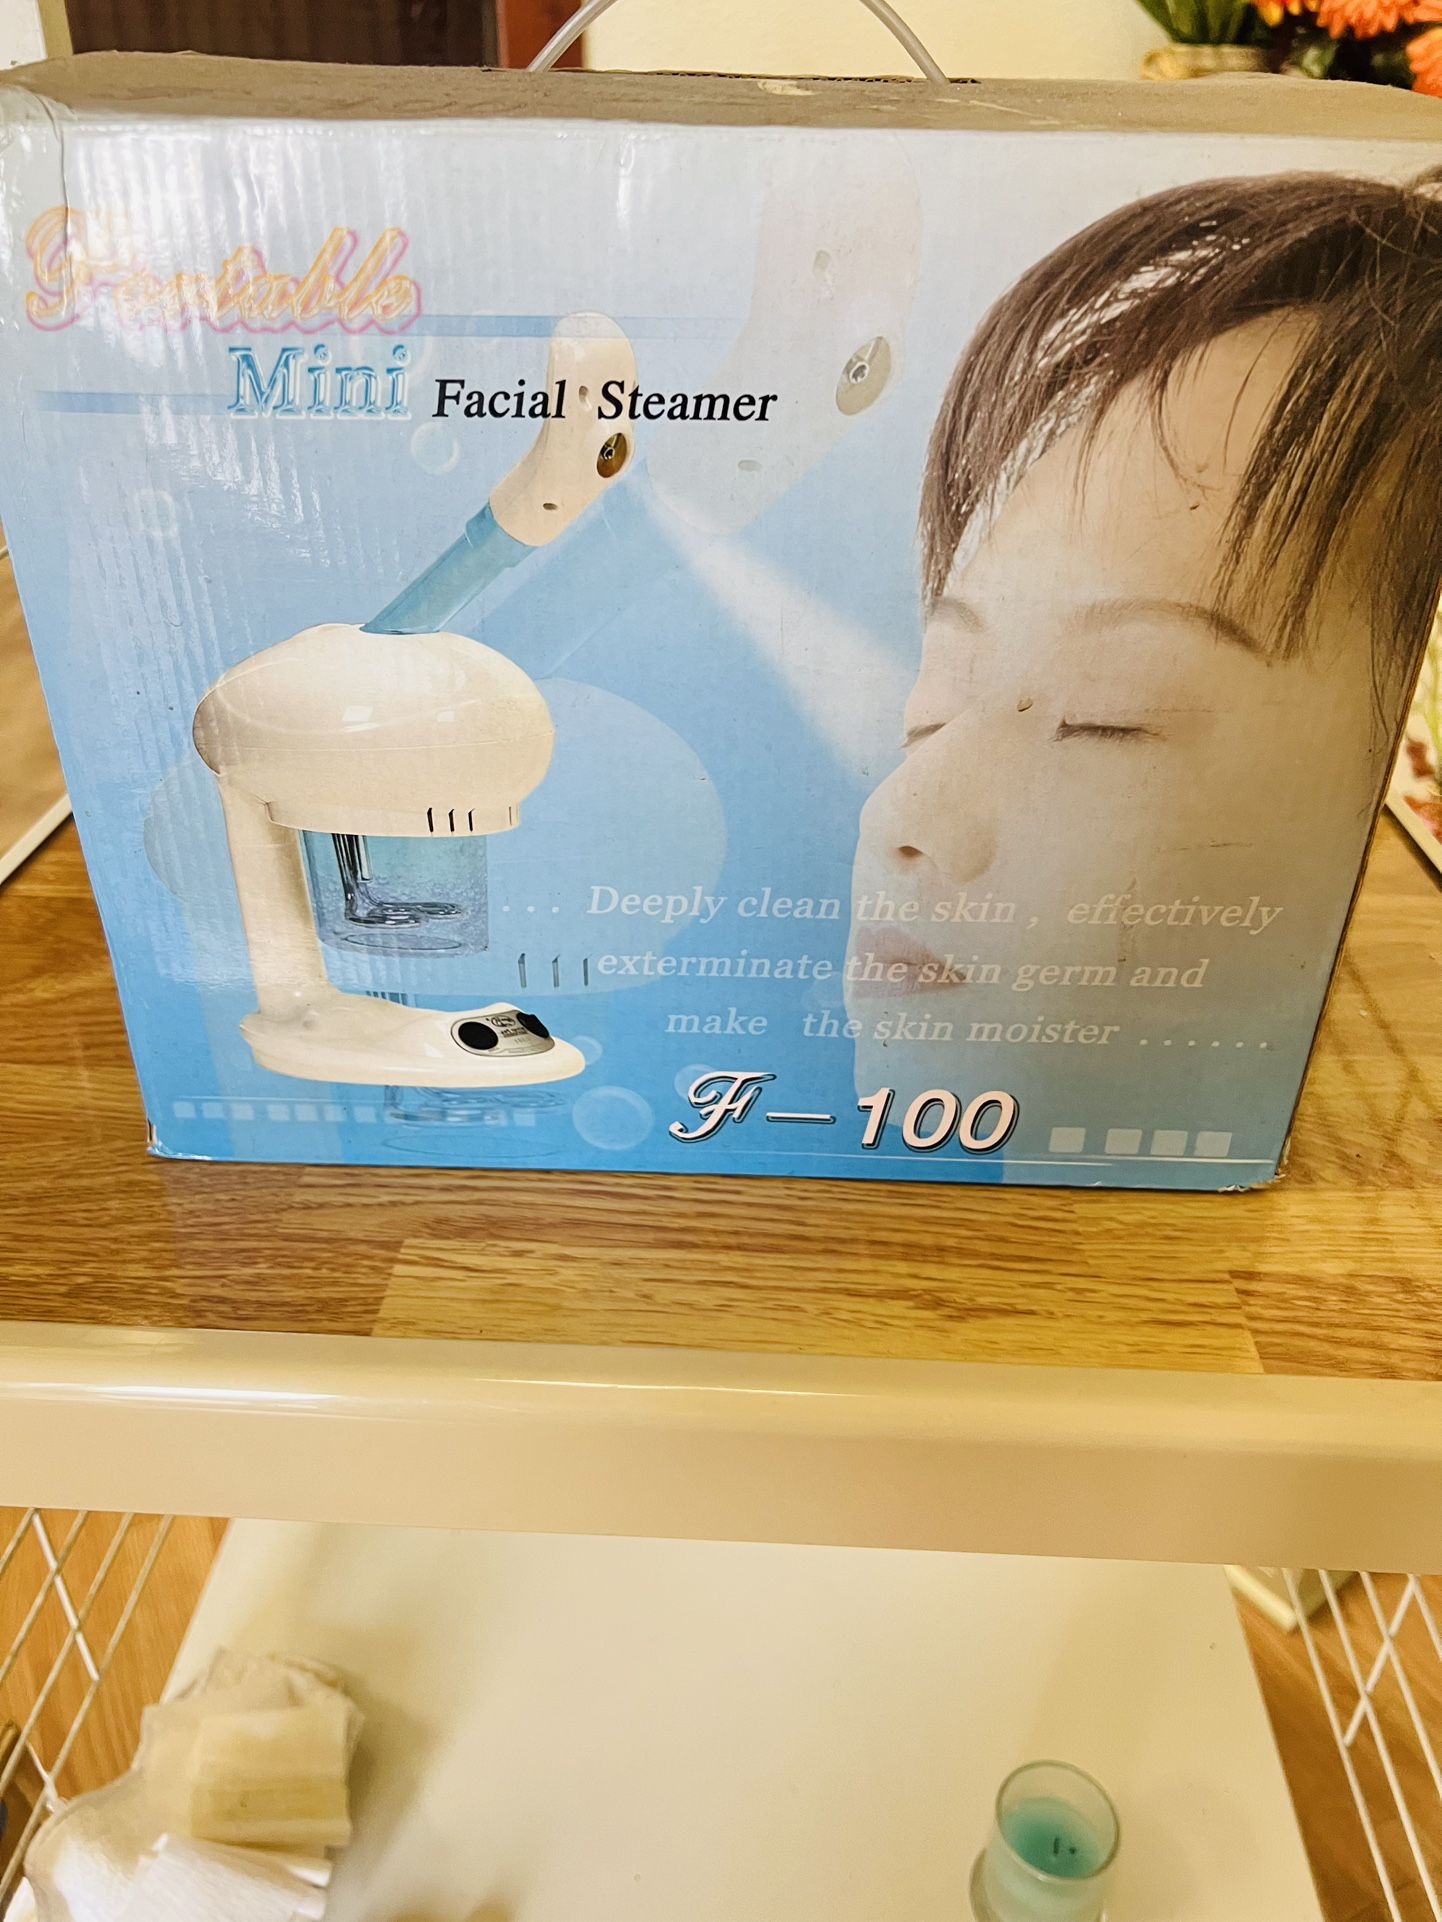 Portable
Mini Facial Steamer
... Deeply clean the skin, effectively
exterminate the skin germ and
make the skin moister ......
F-100